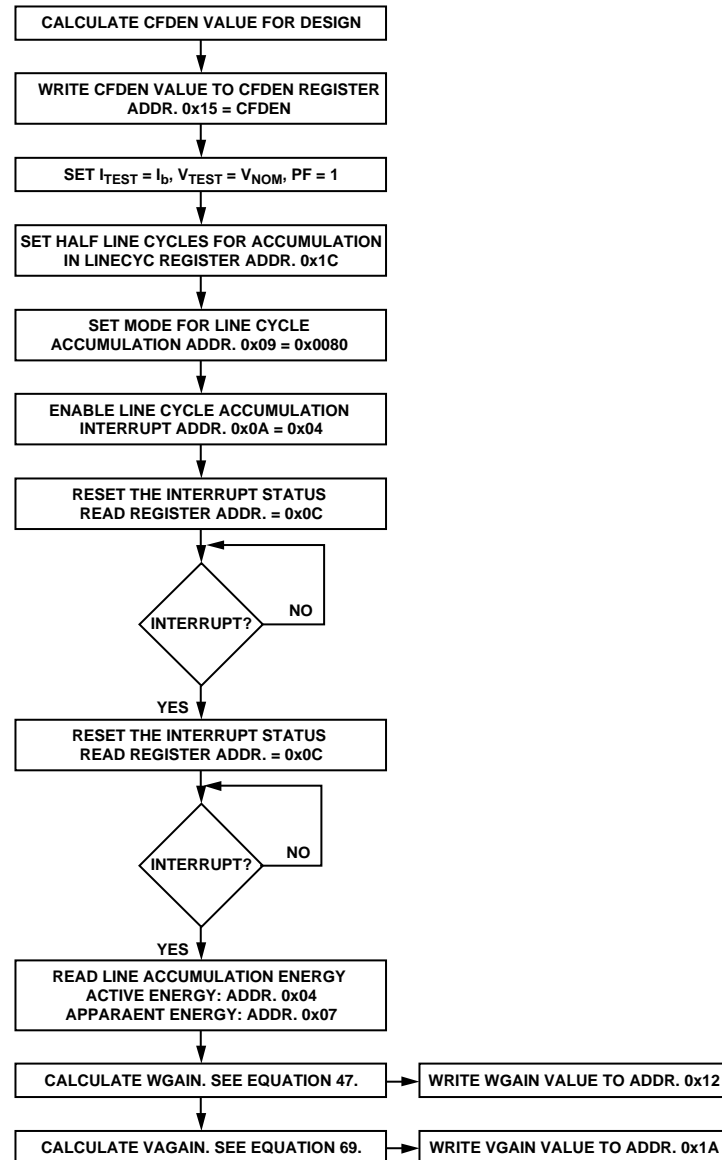 CALCULATE CFDEN VALUE FOR DESIGN
WRITE CFDEN VALUE TO CFDEN REGISTER
ADDR. 0x15 = CFDEN
SET I_TEST = I_b, V_TEST = V_NOM, PF = 1
SET HALF LINE CYCLES FOR ACCUMULATION
IN LINECYC REGISTER ADDR. 0x1C
SET MODE FOR LINE CYCLE
ACCUMULATION ADDR. 0x09 = 0x0080
ENABLE LINE CYCLE ACCUMULATION
INTERRUPT ADDR. 0x0A = 0x04
RESET THE INTERRUPT STATUS
READ REGISTER ADDR. = 0x0C
INTERRUPT?
NO
YES
RESET THE INTERRUPT STATUS
READ REGISTER ADDR. = 0x0C
INTERRUPT?
NO
YES
READ LINE ACCUMULATION ENERGY
ACTIVE ENERGY: ADDR. 0x04
APPARAENT ENERGY: ADDR. 0x07
CALCULATE WGAIN. SEE EQUATION 47.
WRITE WGAIN VALUE TO ADDR. 0x12
CALCULATE VAGAIN. SEE EQUATION 69.
WRITE VGAIN VALUE TO ADDR. 0x1A